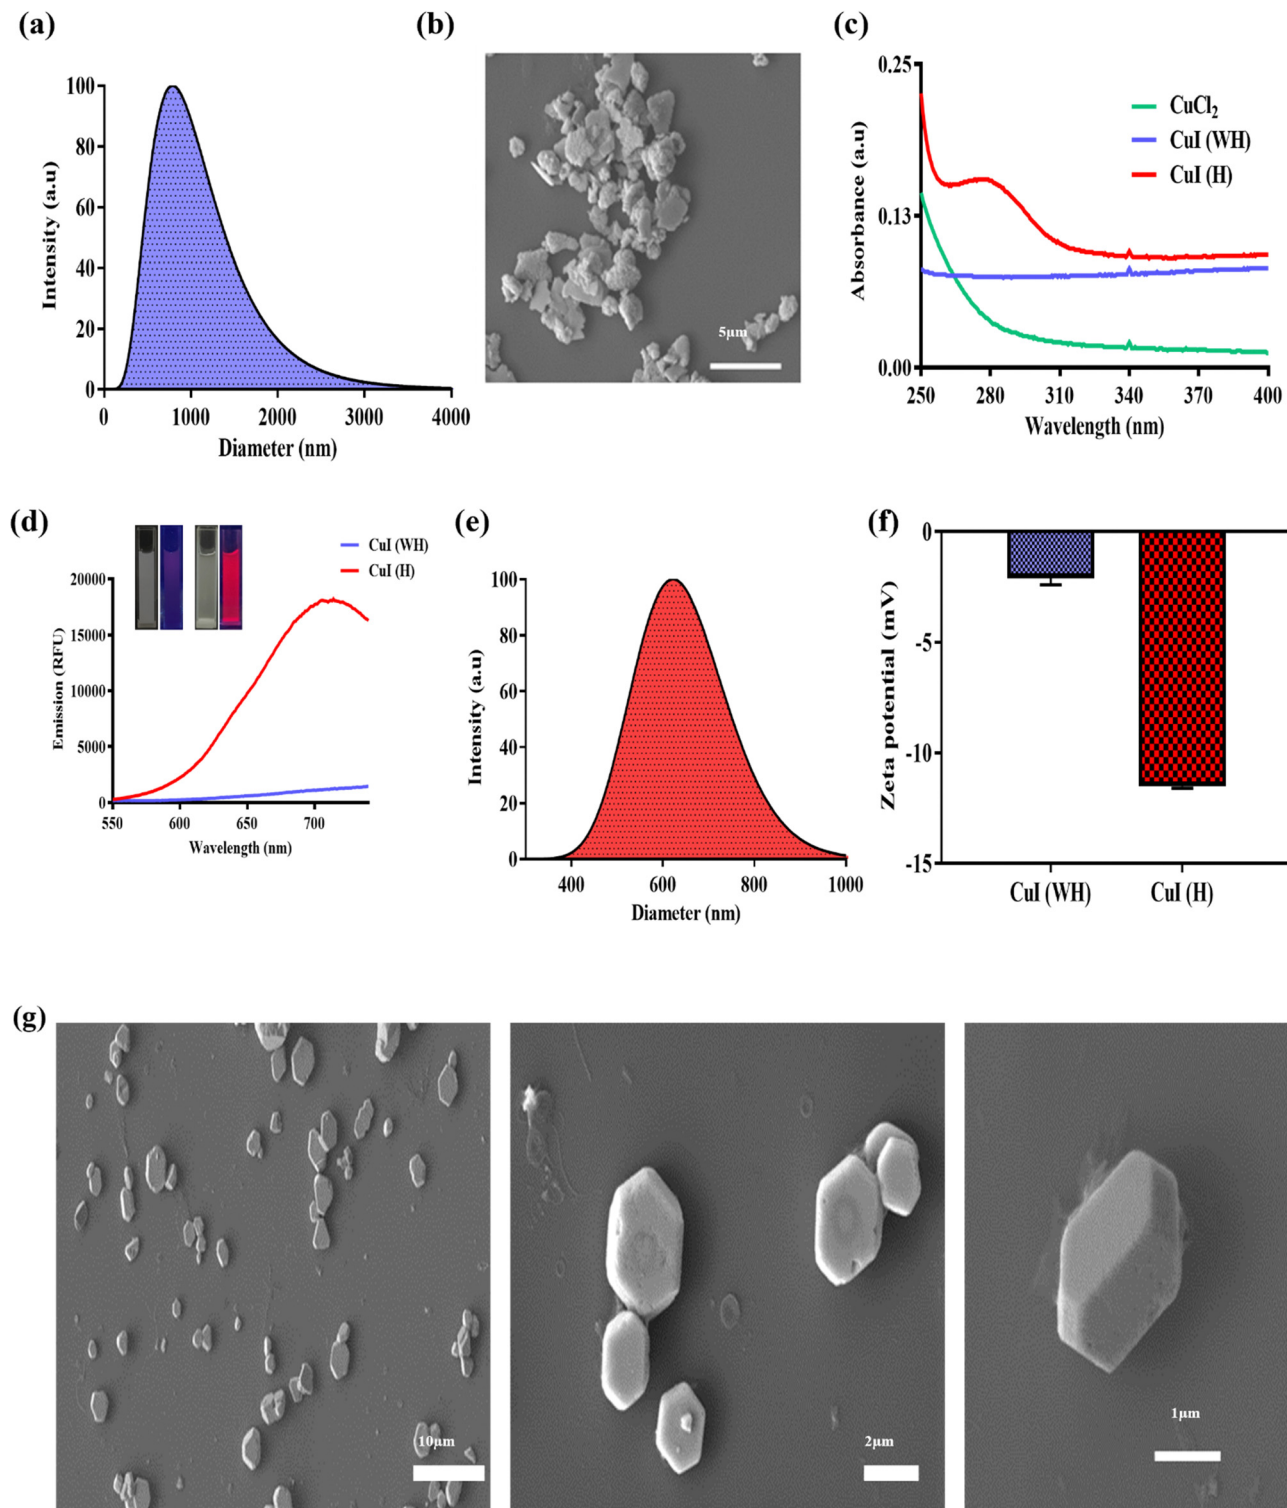 (a)
100
80
60
40
20
0
0 1000 2000 3000 4000
Intensity (a.u)
Diameter (nm)
(b)
5μm
(c)
0.25
0.13
0.00
250 280 310 340 370 400
Absorbance (a.u)
Wavelength (nm)
CuCl₂
CuI (WH)
CuI (H)
(d)
CuI (WH)
CuI (H)
20000
15000
10000
5000
0
550 600 650 700
Emission (RFU)
Wavelength (nm)
(e)
100
80
60
40
20
0
400 600 800 1000
Intensity (a.u)
Diameter (nm)
(f)
0
-5
-10
-15
Zeta potential (mV)
CuI (WH) CuI (H)
(g)
10μm
2μm
1μm